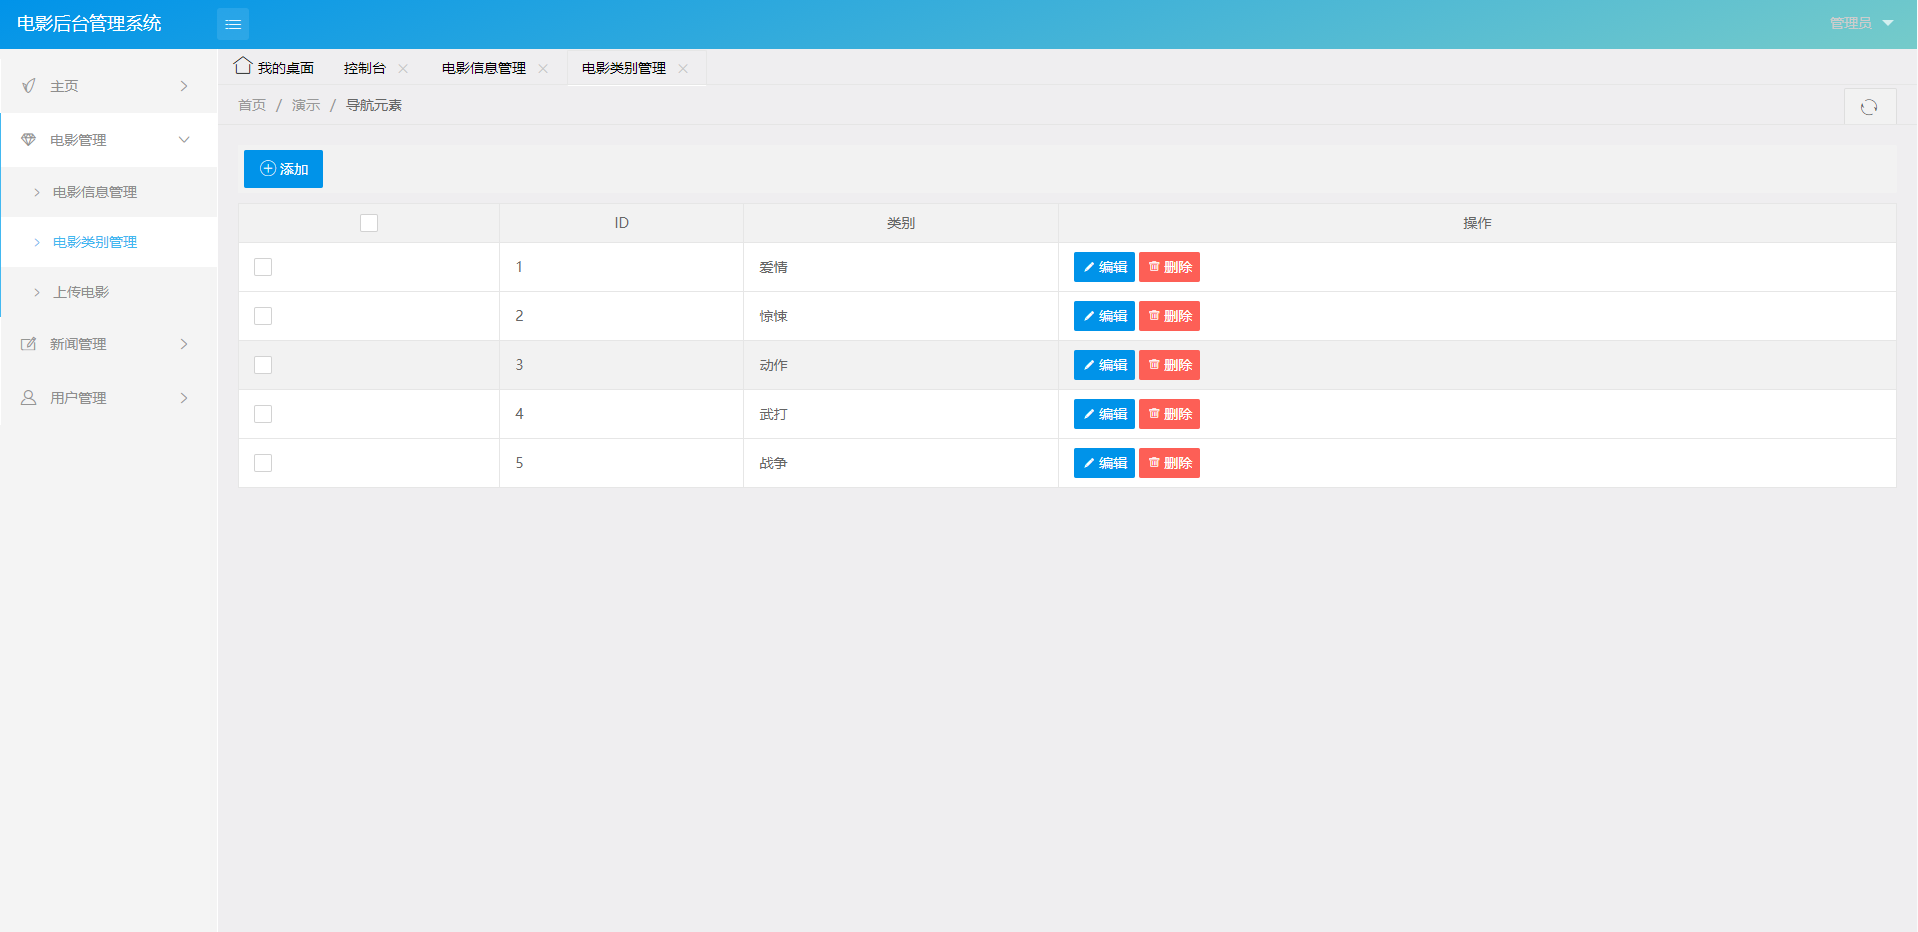 电影后台管理系统
管理员
主页
电影管理
电影信息管理
电影类别管理
上传电影
新闻管理
用户管理
我的桌面 控制台 电影信息管理 电影类别管理
首页 / 演示 / 导航元素
添加
ID 类别 操作
1 爱情 编辑 删除
2 惊悚 编辑 删除
3 动作 编辑 删除
4 武打 编辑 删除
5 战争 编辑 删除